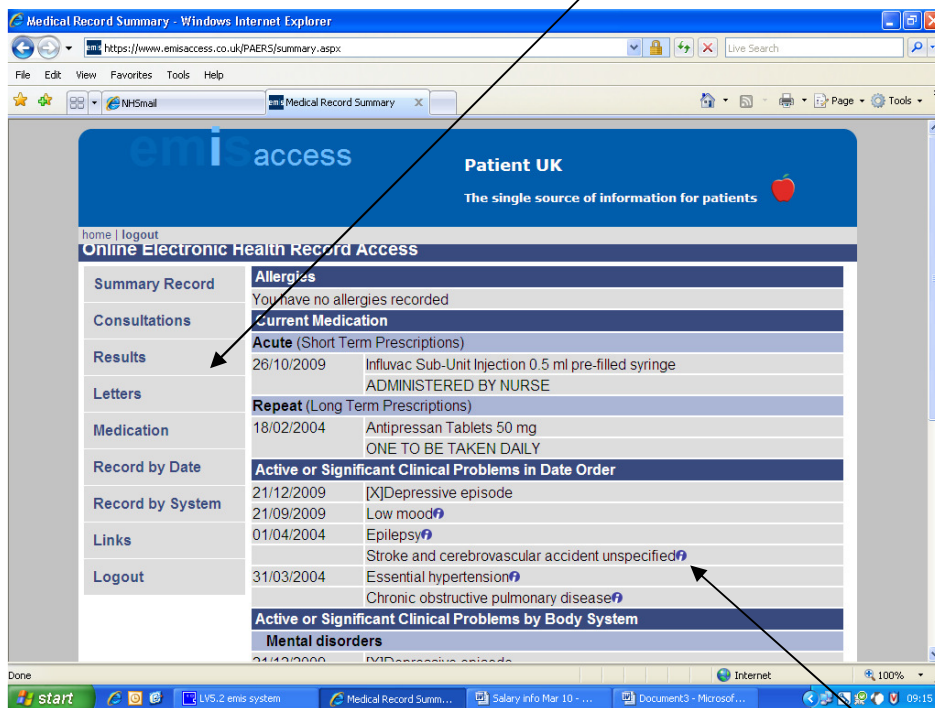 Medical Record Summary - Windows Internet Explorer
https://www.emisaccess.co.uk/PAERS/summary.aspx
Live Search
File Edit View Favorites Tools Help
NHSmail
Medical Record Summary
Page
Tools
emisaccess
Patient UK
The single source of information for patients
home | logout
Online Electronic Health Record Access
Summary Record
Consultations
Results
Letters
Medication
Record by Date
Record by System
Links
Logout
Allergies
You have no allergies recorded
Current Medication
Acute (Short Term Prescriptions)
26/10/2009 Influvac Sub-Unit Injection 0.5 ml pre-filled syringe
ADMINISTERED BY NURSE
Repeat (Long Term Prescriptions)
18/02/2004 Antipressan Tablets 50 mg
ONE TO BE TAKEN DAILY
Active or Significant Clinical Problems in Date Order
21/12/2009 [X]Depressive episode
21/09/2009 Low mood
01/04/2004 Epilepsy
Stroke and cerebrovascular accident unspecified
31/03/2004 Essential hypertension
Chronic obstructive pulmonary disease
Active or Significant Clinical Problems by Body System
Mental disorders
21/12/2009 [X]Depressive episode
Done
Internet
100%
start
LV5.2 emis system
Medical Record Summ...
Salary info Mar 10 - ...
Document3 - Microsof...
09:15